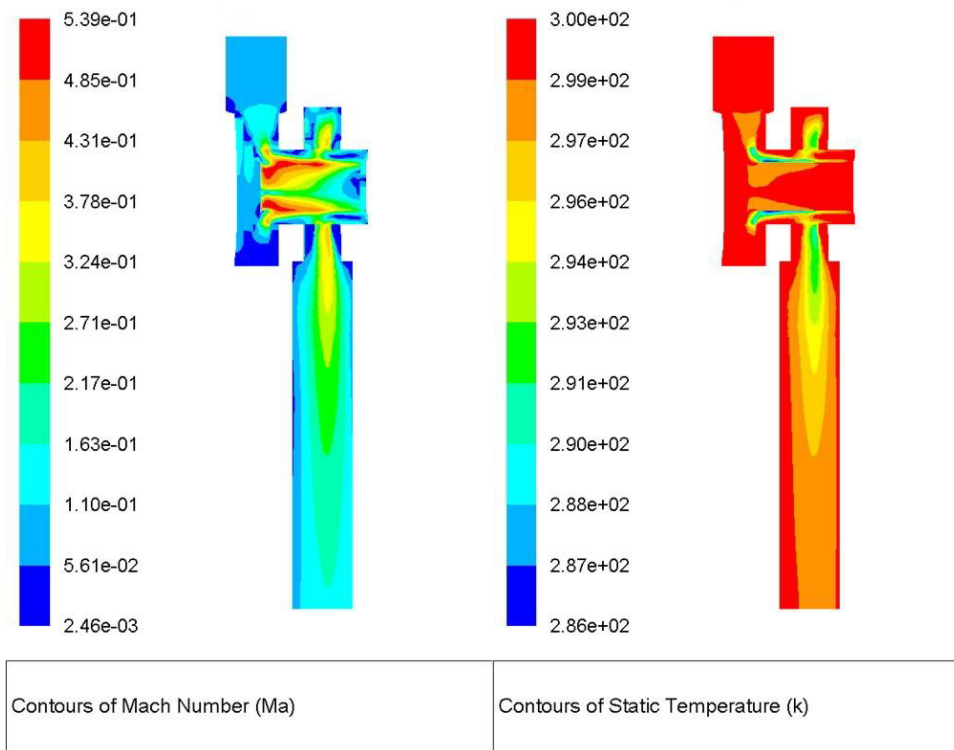 5.39e-01
4.85e-01
4.31e-01
3.78e-01
3.24e-01
2.71e-01
2.17e-01
1.63e-01
1.10e-01
5.61e-02
2.46e-03
3.00e+02
2.99e+02
2.97e+02
2.96e+02
2.94e+02
2.93e+02
2.91e+02
2.90e+02
2.88e+02
2.87e+02
2.86e+02
Contours of Mach Number (Ma)
Contours of Static Temperature (k)